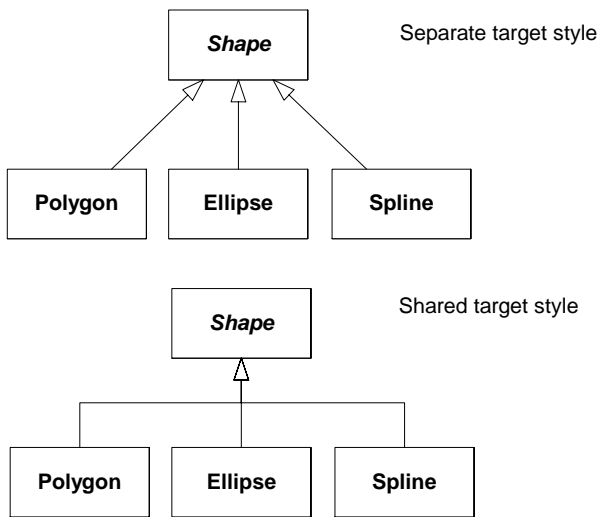 Shape
Separate target style
Polygon
Ellipse
Spline
Shape
Shared target style
Polygon
Ellipse
Spline